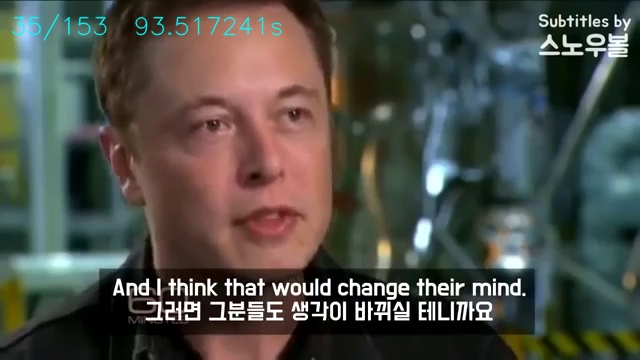 35/153 93.517241s
Subtitles by
스노우볼
And I think that would change their mind.
그러면 그분들도 생각이 바뀌실 테니까요
MINUTES